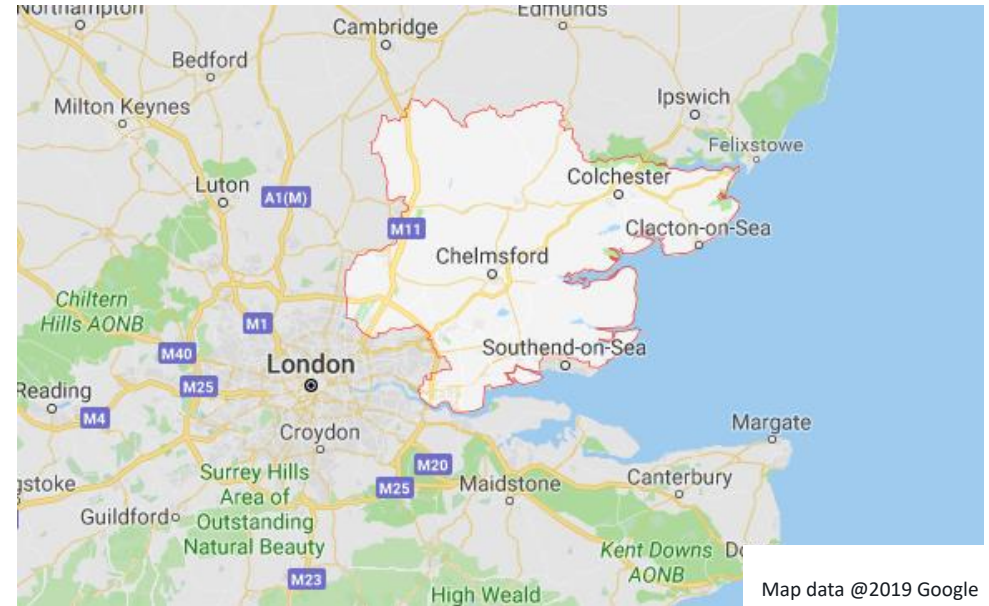 Northampton
Edmunds
Cambridge
Bedford
Milton Keynes
Ipswich
Felixstowe
Luton
A1(M)
Colchester
M11
Clacton-on-Sea
Chelmsford
Chiltern
Hills AONB
M1
M40
Southend-on-Sea
London
M25
Reading
M4
Margate
Croydon
M20
Surrey Hills
Area of
Outstanding
Natural Beauty
M25
Maidstone
Canterbury
gstoke
Guildford
Kent Downs
AONB
Do
M23
High Weald
Map data @2019 Google